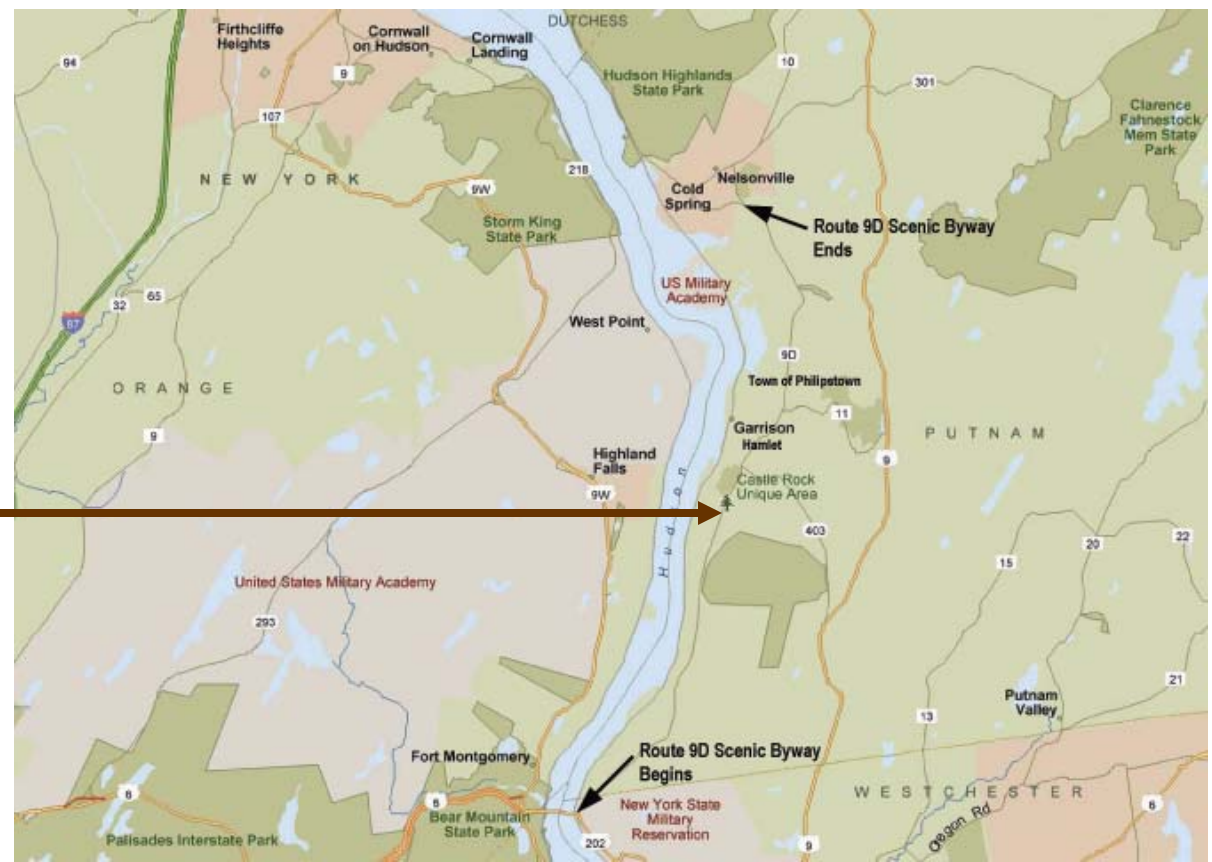 DUTCHESS
Firthcliffe
Heights
Cornwall
on Hudson
Cornwall
Landing
94
9
10
301
Hudson Highlands
State Park
Clarence
Fahnestock
Mem State
Park
107
NEW YORK
9W
218
Nelsonville
Cold
Spring
Storm King
State Park
Route 9D Scenic Byway
Ends
US Military
Academy
32
65
87
West Point
9D
ORANGE
Town of Philipstown
11
9
Garrison
Hamlet
PUTNAM
Highland
Falls
9
9W
Castle Rock
Unique Area
Hudson
403
20
22
15
United States Military Academy
293
21
Putnam
Valley
13
Fort Montgomery
Route 9D Scenic Byway
Begins
WESTCHESTER
6
6
Bear Mountain
State Park
New York State
Military
Reservation
6
Oregon Rd
Palisades Interstate Park
202
9